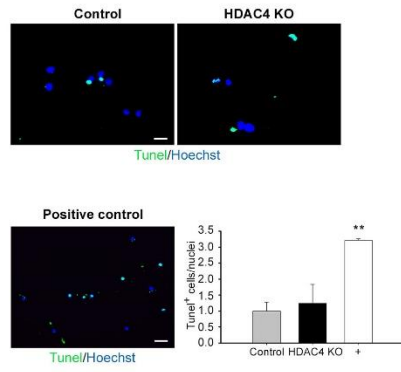 Control
HDAC4 KO
Tunel/Hoechst
Positive control
Tunel/Hoechst
Tunel⁺ cells/nuclei
3.5
3.0
2.5
2.0
1.5
1.0
0.5
0.0
**
Control HDAC4 KO +